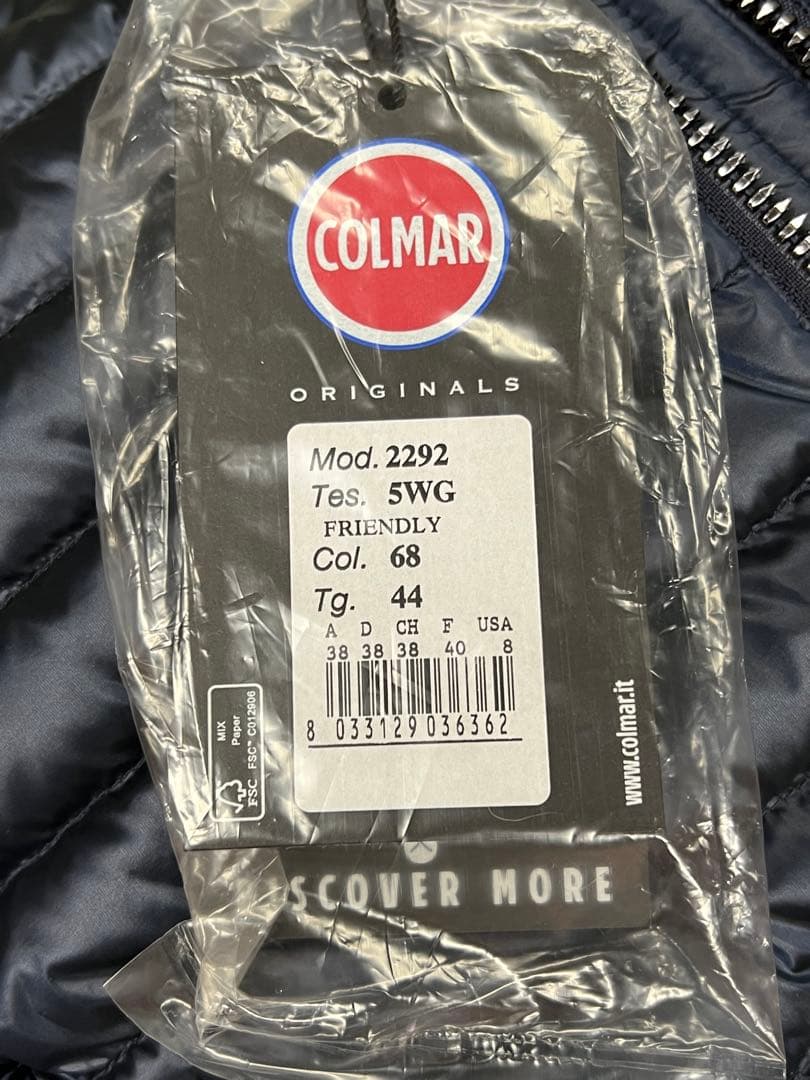 COLMAR
ORIGINALS
Mod. 2292
Tes. 5WG
FRIENDLY
Col. 68
Tg. 44
A D CH F USA
38 38 38 40 8
8 033129 036362
MIX
Paper
FSC™ C012906
FSC
www.colmar.it
SCOVER MORE